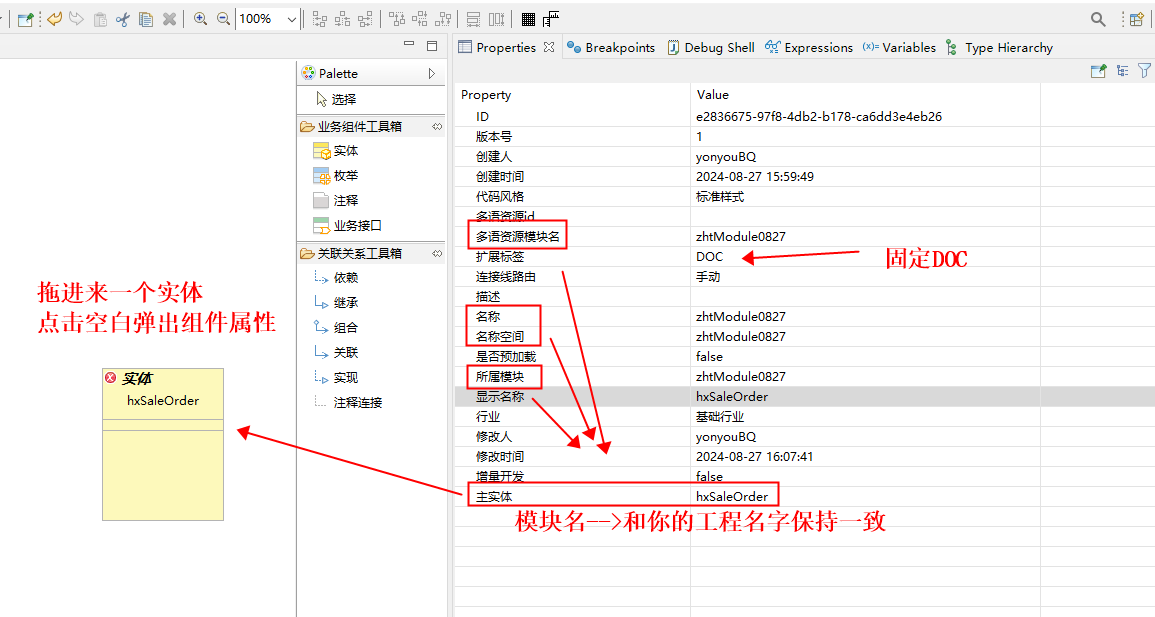 100%
Palette
选择
业务组件工具箱
实体
枚举
注释
业务接口
关联关系工具箱
依赖
继承
组合
关联
实现
注释连接
拖进来一个实体
点击空白弹出组件属性
实体
hxSaleOrder
Properties Breakpoints Debug Shell Expressions (x)= Variables Type Hierarchy
Property Value
ID e2836675-97f8-4db2-b178-ca6dd3e4eb26
版本号 1
创建人 yonyouBQ
创建时间 2024-08-27 15:59:49
代码风格 标准样式
多语资源id
多语资源模块名 zhtModule0827
扩展标签 DOC
固定DOC
连接线路由 手动
描述
名称 zhtModule0827
名称空间 zhtModule0827
是否预加载 false
所属模块 zhtModule0827
显示名称 hxSaleOrder
行业 基础行业
修改人 yonyouBQ
修改时间 2024-08-27 16:07:41
增量开发 false
主实体 hxSaleOrder
模块名-->和你的工程名字保持一致